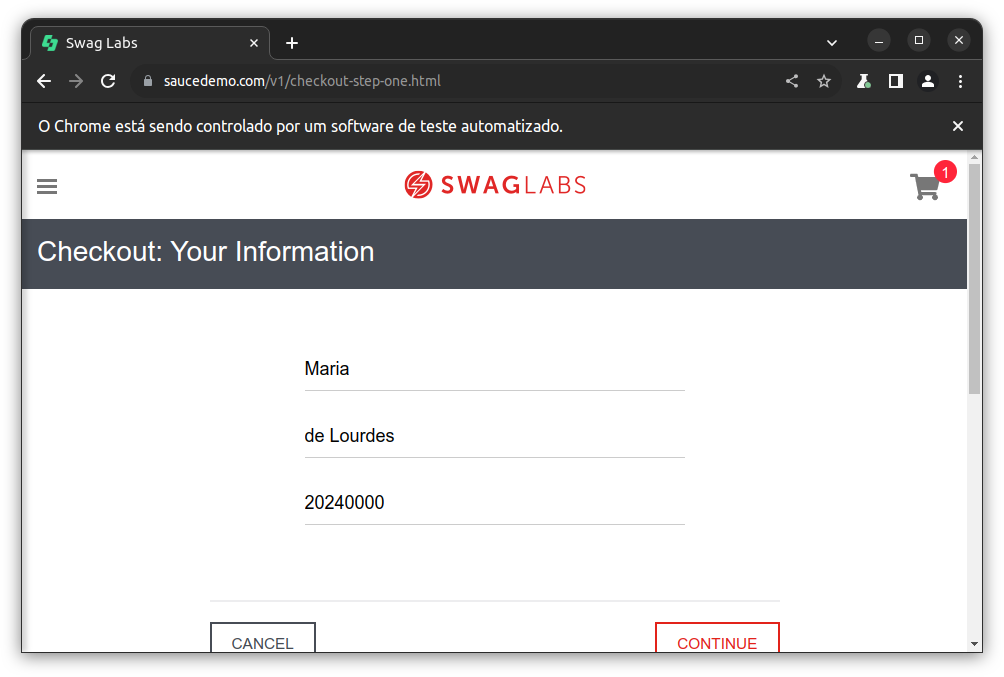 Swag Labs
saucedemo.com/v1/checkout-step-one.html
O Chrome está sendo controlado por um software de teste automatizado.
SWAGLABS
1
Checkout: Your Information
Maria
de Lourdes
20240000
CANCEL
CONTINUE